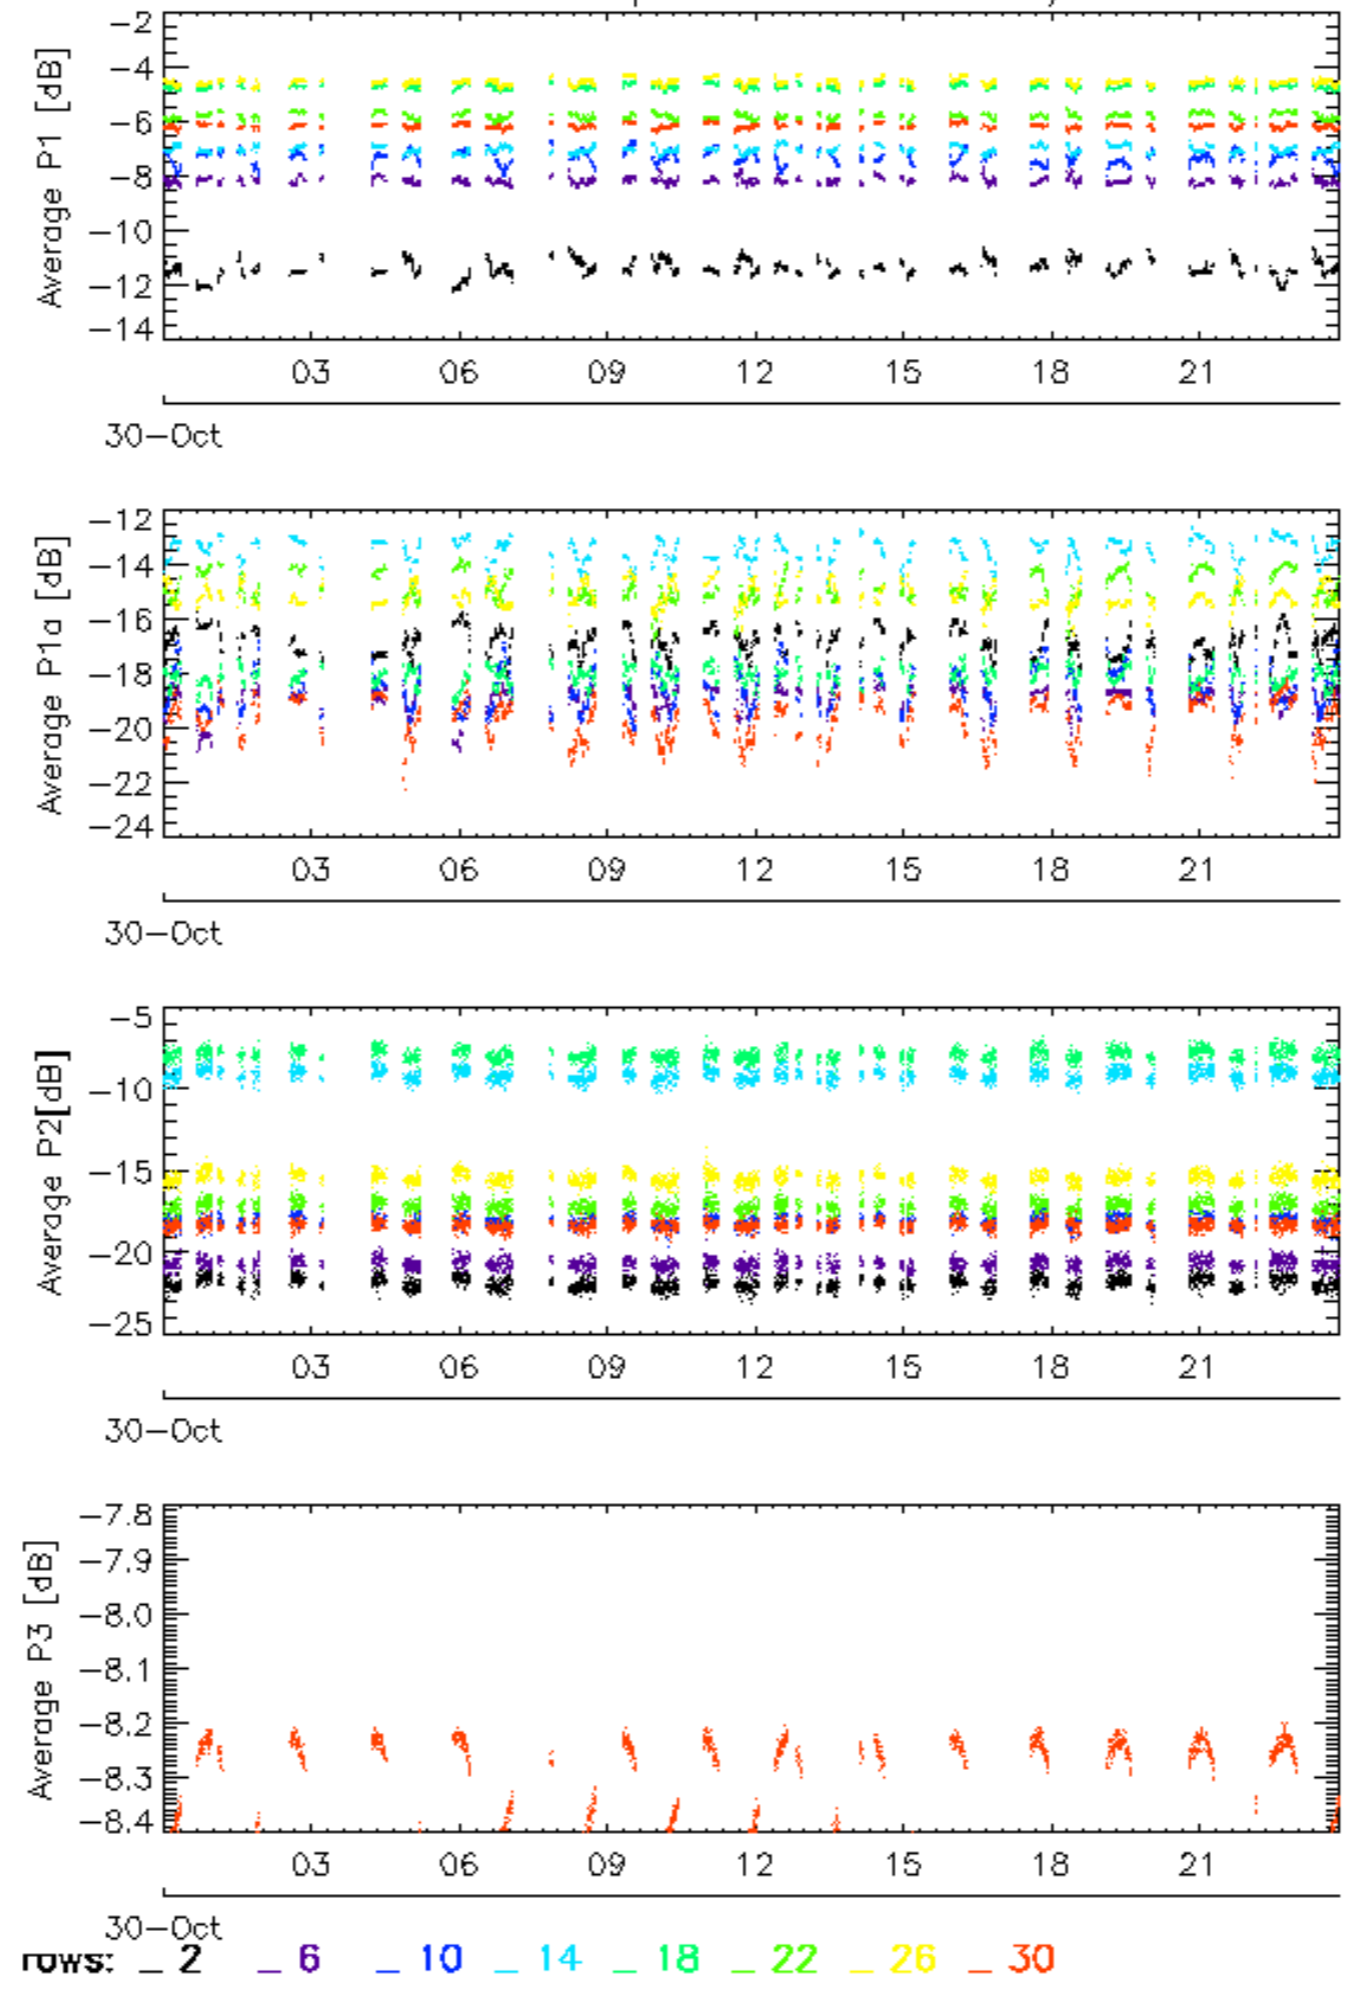 Average P1 [dB]
-2
-4
-6
-8
-10
-12
-14
03 06 09 12 15 18 21
30-Oct
Average P1a [dB]
-12
-14
-16
-18
-20
-22
-24
03 06 09 12 15 18 21
30-Oct
Average P2[dB]
-5
-10
-15
-20
-25
03 06 09 12 15 18 21
30-Oct
Average P3 [dB]
-7.8
-7.9
-8.0
-8.1
-8.2
-8.3
-8.4
03 06 09 12 15 18 21
30-Oct
rows: _ 2 _ 6 _ 10 _ 14 _ 18 _ 22 _ 26 _ 30